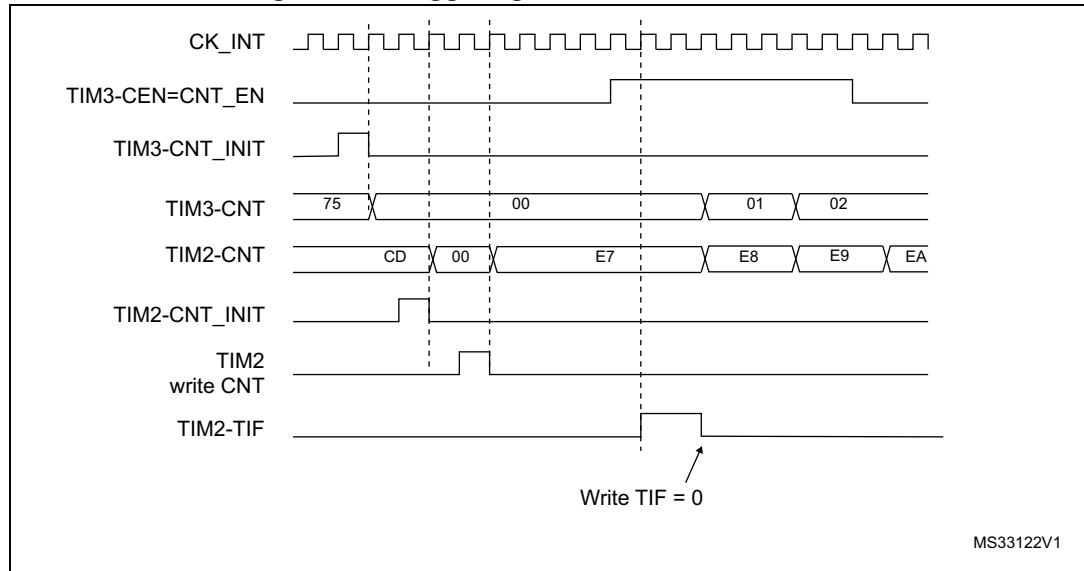 CK_INT
TIM3-CEN=CNT_EN
TIM3-CNT_INIT
TIM3-CNT 75 00 01 02
TIM2-CNT CD 00 E7 E8 E9 EA
TIM2-CNT_INIT
TIM2
write CNT
TIM2-TIF
Write TIF = 0
MS33122V1